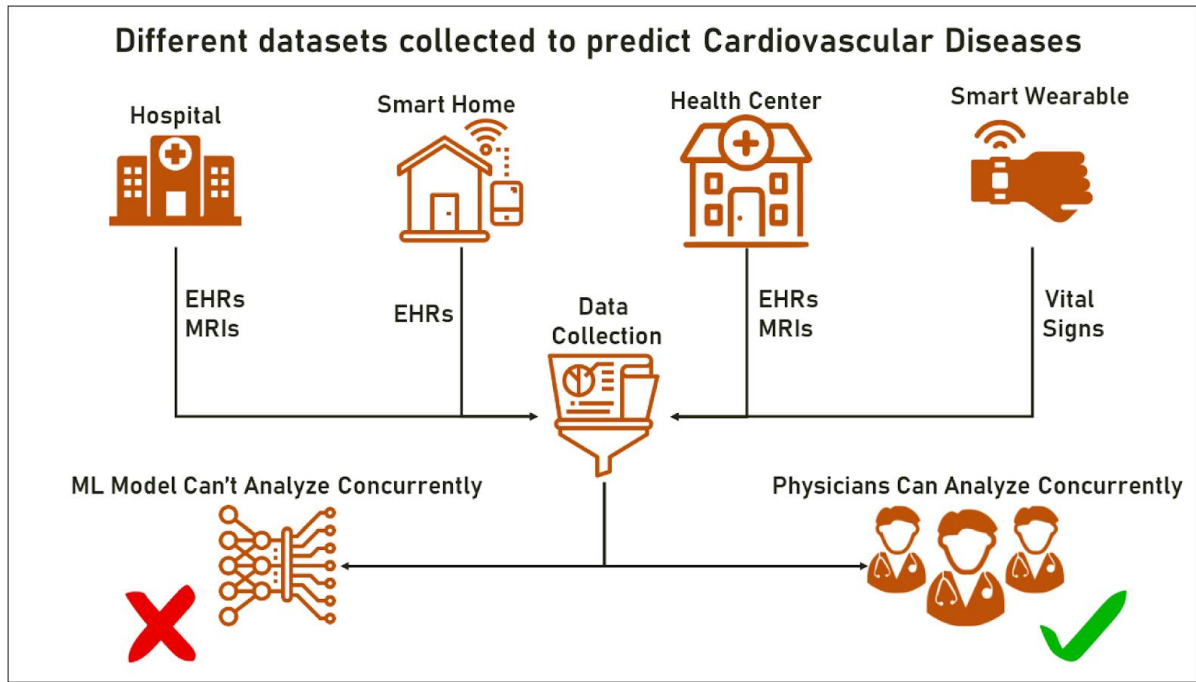 Different datasets collected to predict Cardiovascular Diseases
Hospital
Smart Home
Health Center
Smart Wearable
EHRs
MRIs
EHRs
Data
Collection
EHRs
MRIs
Vital
Signs
ML Model Can't Analyze Concurrently
Physicians Can Analyze Concurrently